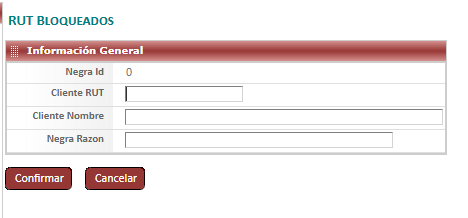 RUT BLOQUEADOS
Información General
Negra Id 0
Cliente RUT
Cliente Nombre
Negra Razon
Confirmar Cancelar